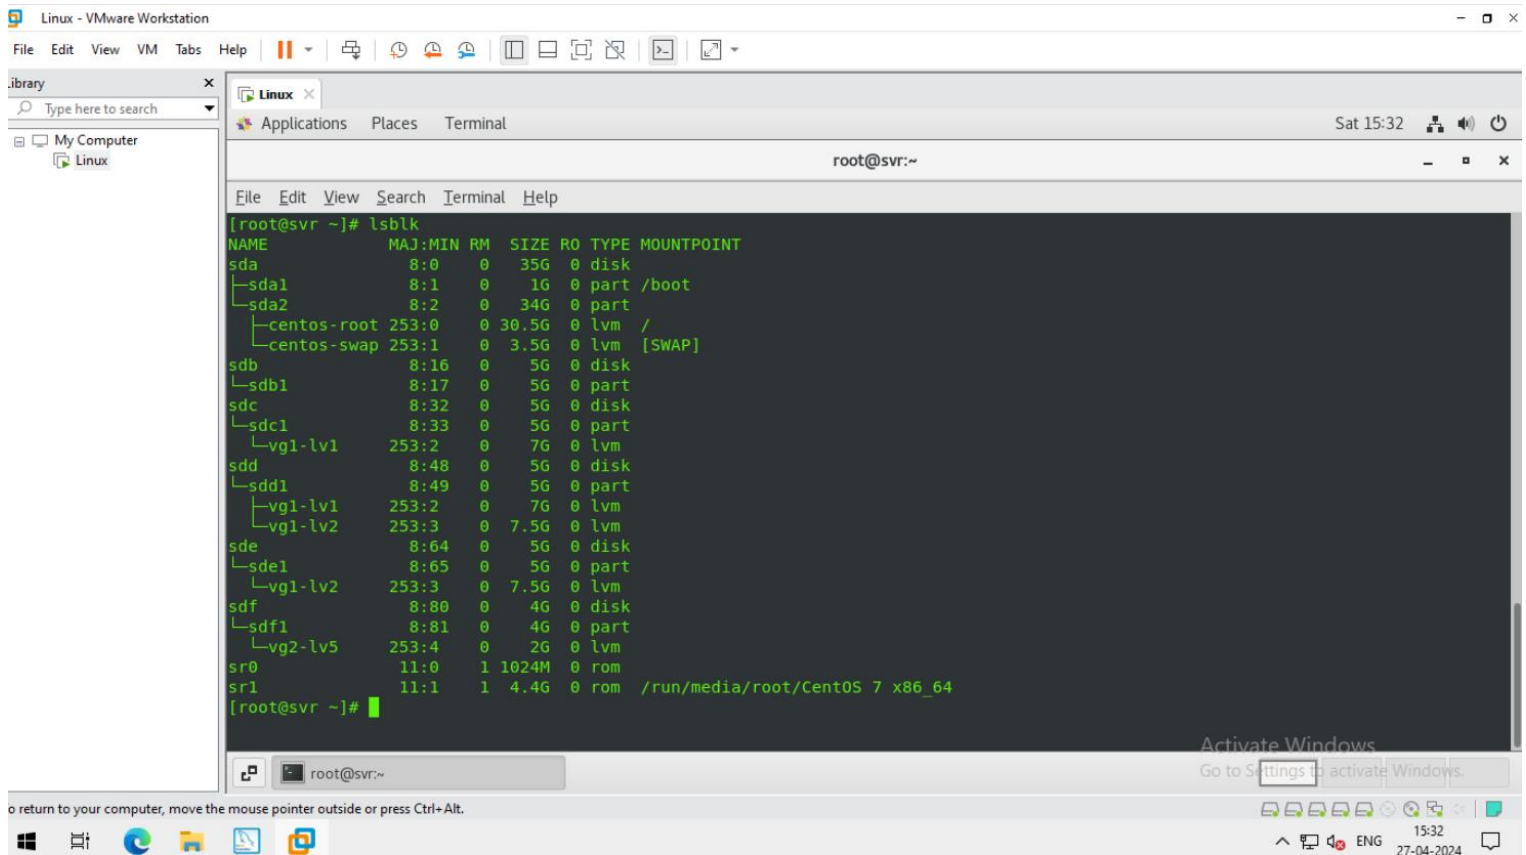 Linux - VMware Workstation
File Edit View VM Tabs Help
Library
Type here to search
My Computer
Linux
Linux
Applications Places Terminal Sat 15:32
root@svr:~
File Edit View Search Terminal Help
[root@svr ~]# lsblk
NAME MAJ:MIN RM SIZE RO TYPE MOUNTPOINT
sda 8:0 0 35G 0 disk
├─sda1 8:1 0 1G 0 part /boot
└─sda2 8:2 0 34G 0 part
├─centos-root 253:0 0 30.5G 0 lvm /
└─centos-swap 253:1 0 3.5G 0 lvm [SWAP]
sdb 8:16 0 5G 0 disk
└─sdb1 8:17 0 5G 0 part
sdc 8:32 0 5G 0 disk
└─sdc1 8:33 0 5G 0 part
└─vg1-lv1 253:2 0 7G 0 lvm
sdd 8:48 0 5G 0 disk
└─sdd1 8:49 0 5G 0 part
├─vg1-lv1 253:2 0 7G 0 lvm
└─vg1-lv2 253:3 0 7.5G 0 lvm
sde 8:64 0 5G 0 disk
└─sde1 8:65 0 5G 0 part
└─vg1-lv2 253:3 0 7.5G 0 lvm
sdf 8:80 0 4G 0 disk
└─sdf1 8:81 0 4G 0 part
└─vg2-lv5 253:4 0 2G 0 lvm
sr0 11:0 1 1024M 0 rom
sr1 11:1 1 4.4G 0 rom /run/media/root/CentOS 7 x86_64
[root@svr ~]#
Activate Windows
Go to Settings to activate Windows.
root@svr:~
o return to your computer, move the mouse pointer outside or press Ctrl+Alt.
ENG 15:32
27-04-2024